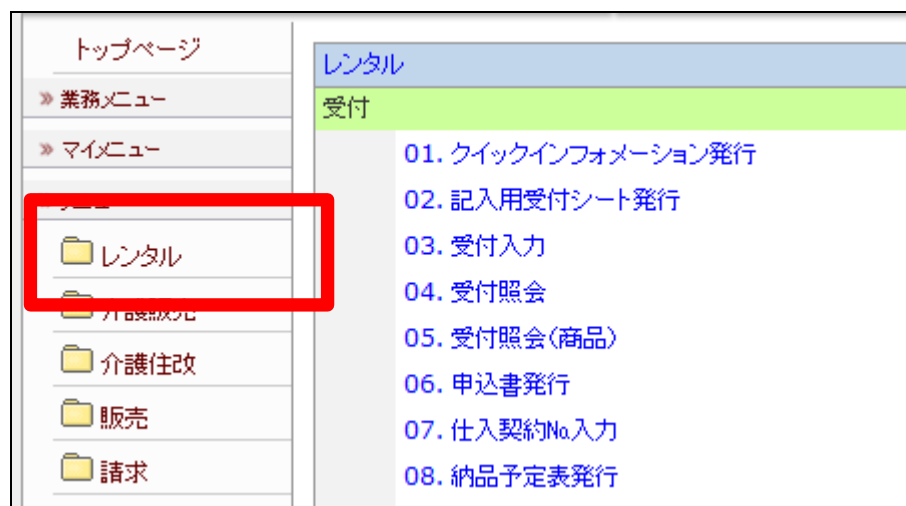 トップページ
» 業務メニュー
» マイメニュー
レンタル
介護住改
販売
請求
レンタル
受付
01. クイックインフォメーション発行
02. 記入用受付シート発行
03. 受付入力
04. 受付照会
05. 受付照会(商品)
06. 申込書発行
07. 仕入契約№入力
08. 納品予定表発行